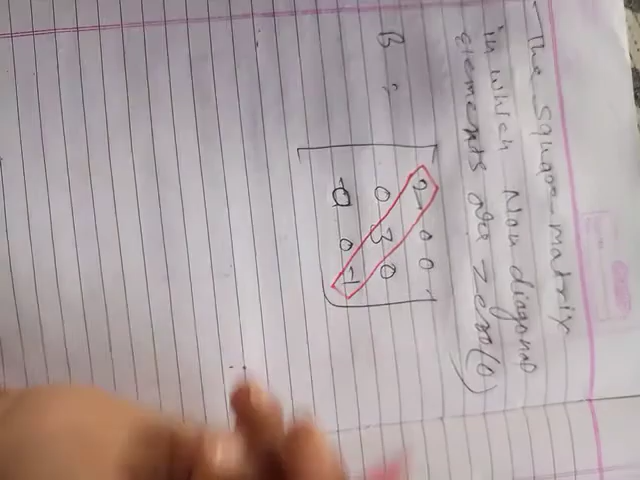 The square matrix
in which Non diagonal
elements are zero(0)
B =
2 0 0
0 3 0
0 0 -1